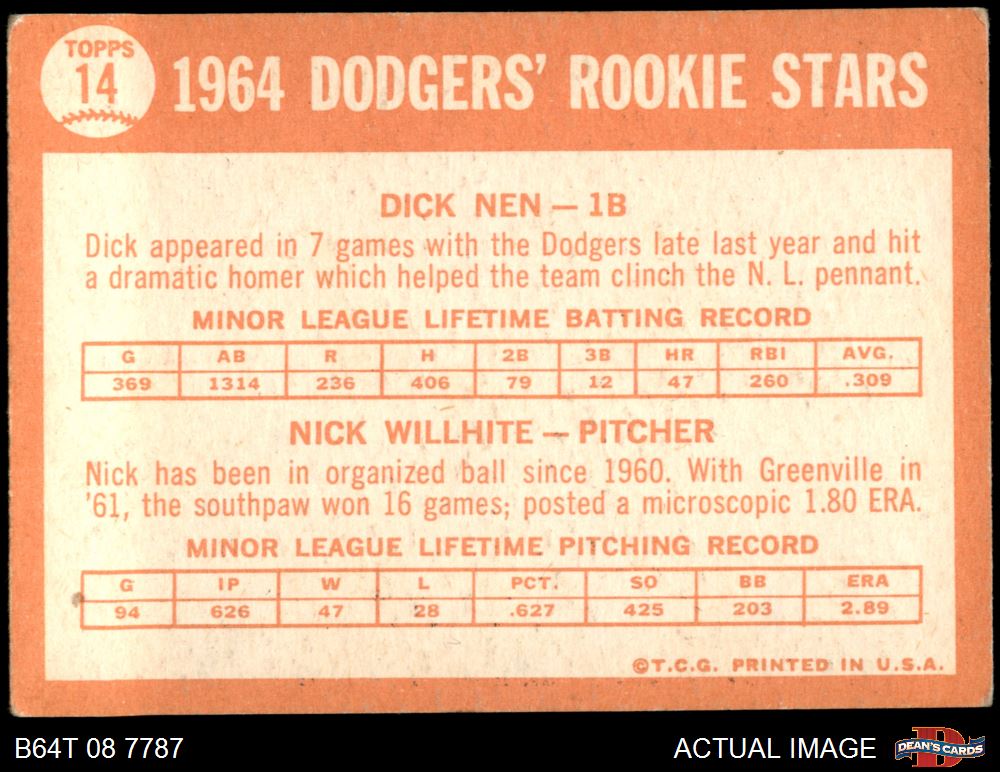 TOPPS
14
1964 DODGERS' ROOKIE STARS
DICK NEN — 1B
Dick appeared in 7 games with the Dodgers late last year and hit
a dramatic homer which helped the team clinch the N. L. pennant.
MINOR LEAGUE LIFETIME BATTING RECORD
G AB R H 2B 3B HR RBI AVG.
369 1314 236 406 79 12 47 260 .309
NICK WILLHITE — PITCHER
Nick has been in organized ball since 1960. With Greenville in
'61, the southpaw won 16 games; posted a microscopic 1.80 ERA.
MINOR LEAGUE LIFETIME PITCHING RECORD
G IP W L PCT. SO BB ERA
94 626 47 28 .627 425 203 2.89
©T.C.G. PRINTED IN U.S.A.
B64T 08 7787
ACTUAL IMAGE
D
DEAN'S CARDS